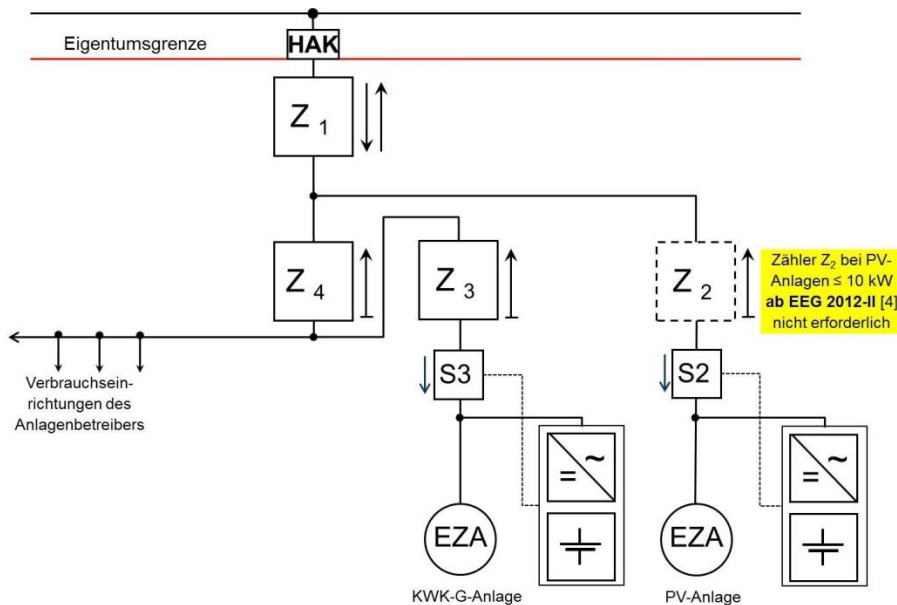 Eigentumsgrenze
HAK
Z 1
Z 4
Z 3
Z 2
Zähler Z2 bei PV-
Anlagen ≤ 10 kW
ab EEG 2012-II [4]
nicht erforderlich
Verbrauchsein-
richtungen des
Anlagenbetreibers
S3
S2
= ~
= ~
EZA
EZA
KWK-G-Anlage
PV-Anlage